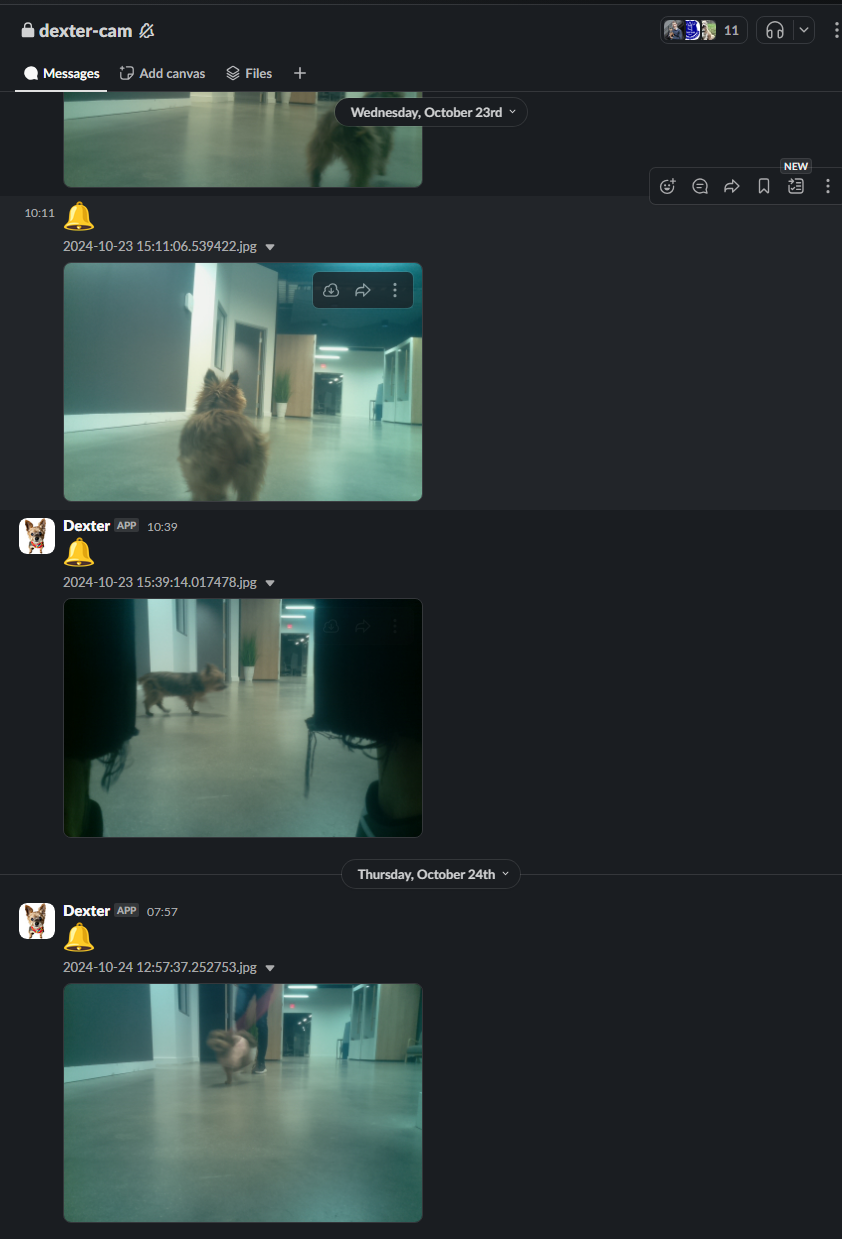 dexter-cam
11
Messages
Add canvas
Files
Wednesday, October 23rd
NEW
10:11
2024-10-23 15:11:06.539422.jpg
Dexter APP 10:39
2024-10-23 15:39:14.017478.jpg
Thursday, October 24th
Dexter APP 07:57
2024-10-24 12:57:37.252753.jpg